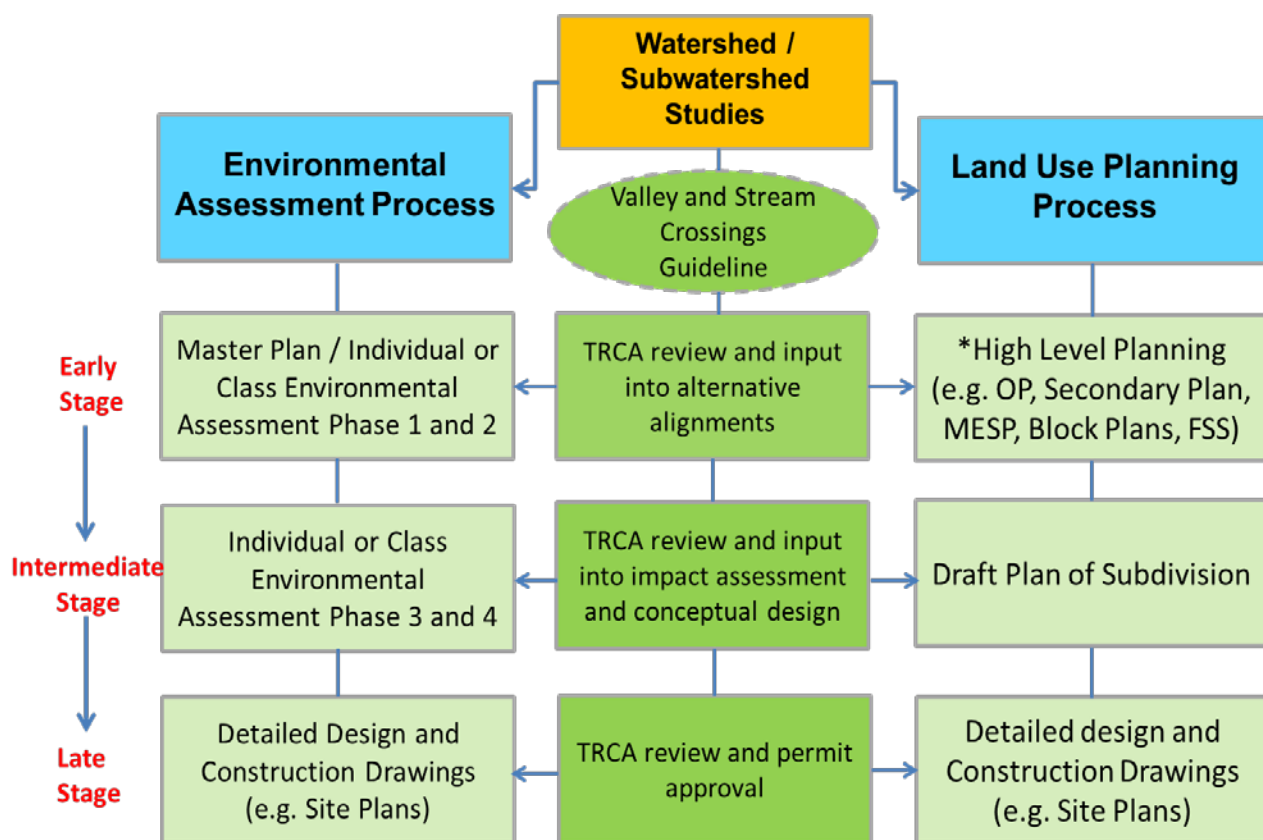 Watershed /
Subwatershed
Studies
Environmental
Assessment Process
Valley and Stream
Crossings
Guideline
Land Use Planning
Process
Early
Stage
Master Plan / Individual or
Class Environmental
Assessment Phase 1 and 2
TRCA review and input
into alternative
alignments
*High Level Planning
(e.g. OP, Secondary Plan,
MESP, Block Plans, FSS)
Intermediate
Stage
Individual or Class
Environmental
Assessment Phase 3 and 4
TRCA review and input
into impact assessment
and conceptual design
Draft Plan of Subdivision
Late
Stage
Detailed Design and
Construction Drawings
(e.g. Site Plans)
TRCA review and permit
approval
Detailed design and
Construction Drawings
(e.g. Site Plans)